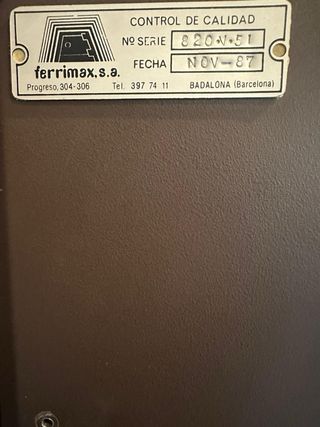 CONTROL DE CALIDAD
Nº SERIE 820·V·51
FECHA NOV-87
ferrimax, s.a.
Progreso, 304-306 Tel. 397 74 11 BADALONA (Barcelona)